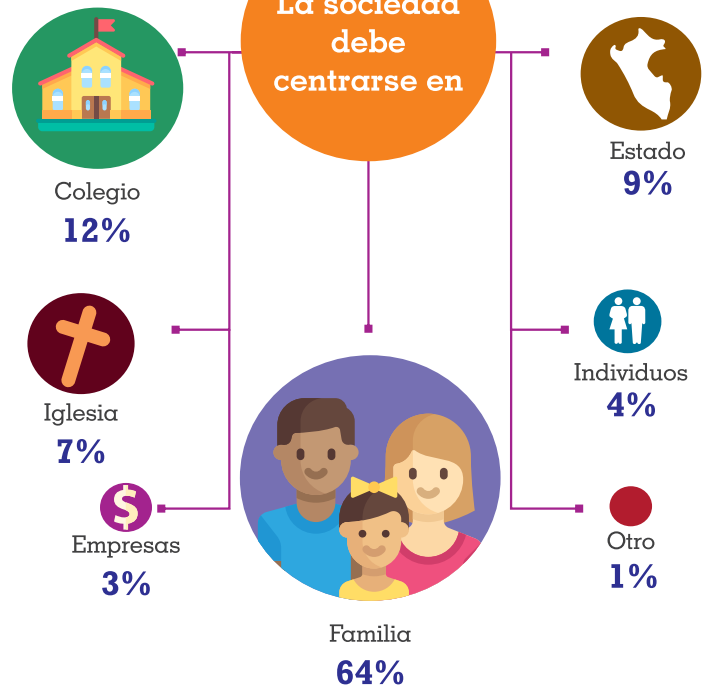 La sociedad
debe
centrarse en
Colegio
12%
Estado
9%
Iglesia
7%
Individuos
4%
$
Empresas
3%
Otro
1%
Familia
64%